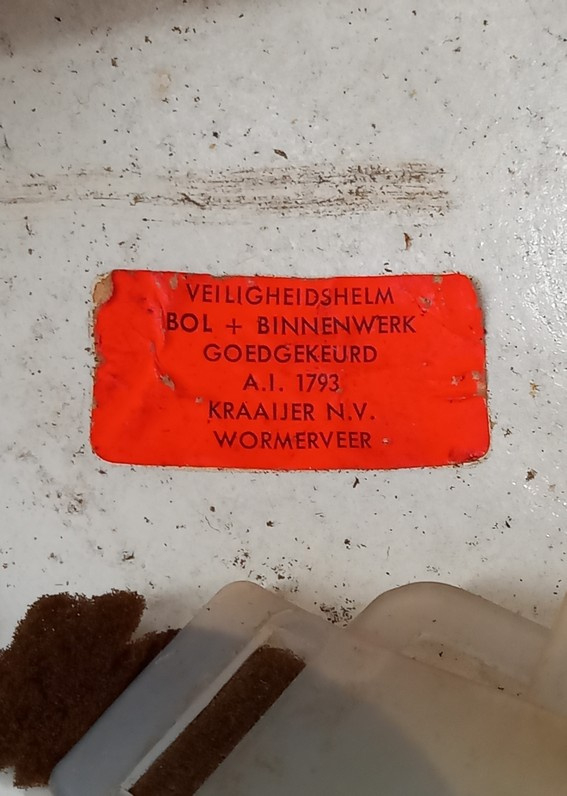 VEILIGHEIDSHELM
BOL + BINNENWERK
GOEDGEKEURD
A.I. 1793
KRAAIJER N.V.
WORMERVEER